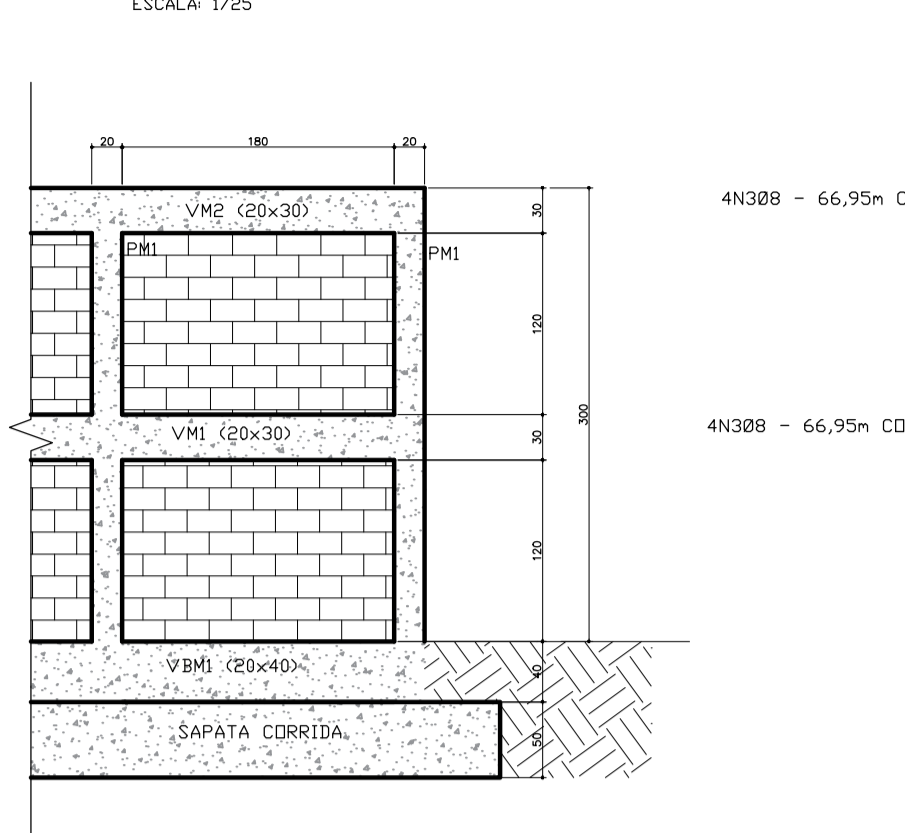 ESCALA: 1/25
20 180 20
VM2 (20x30)
30
4N3Ø8 - 66,95m C
PM1
PM1
120
300
VM1 (20x30)
30
4N3Ø8 - 66,95m CO
120
VBM1 (20x40)
40
SAPATA CORRIDA
50